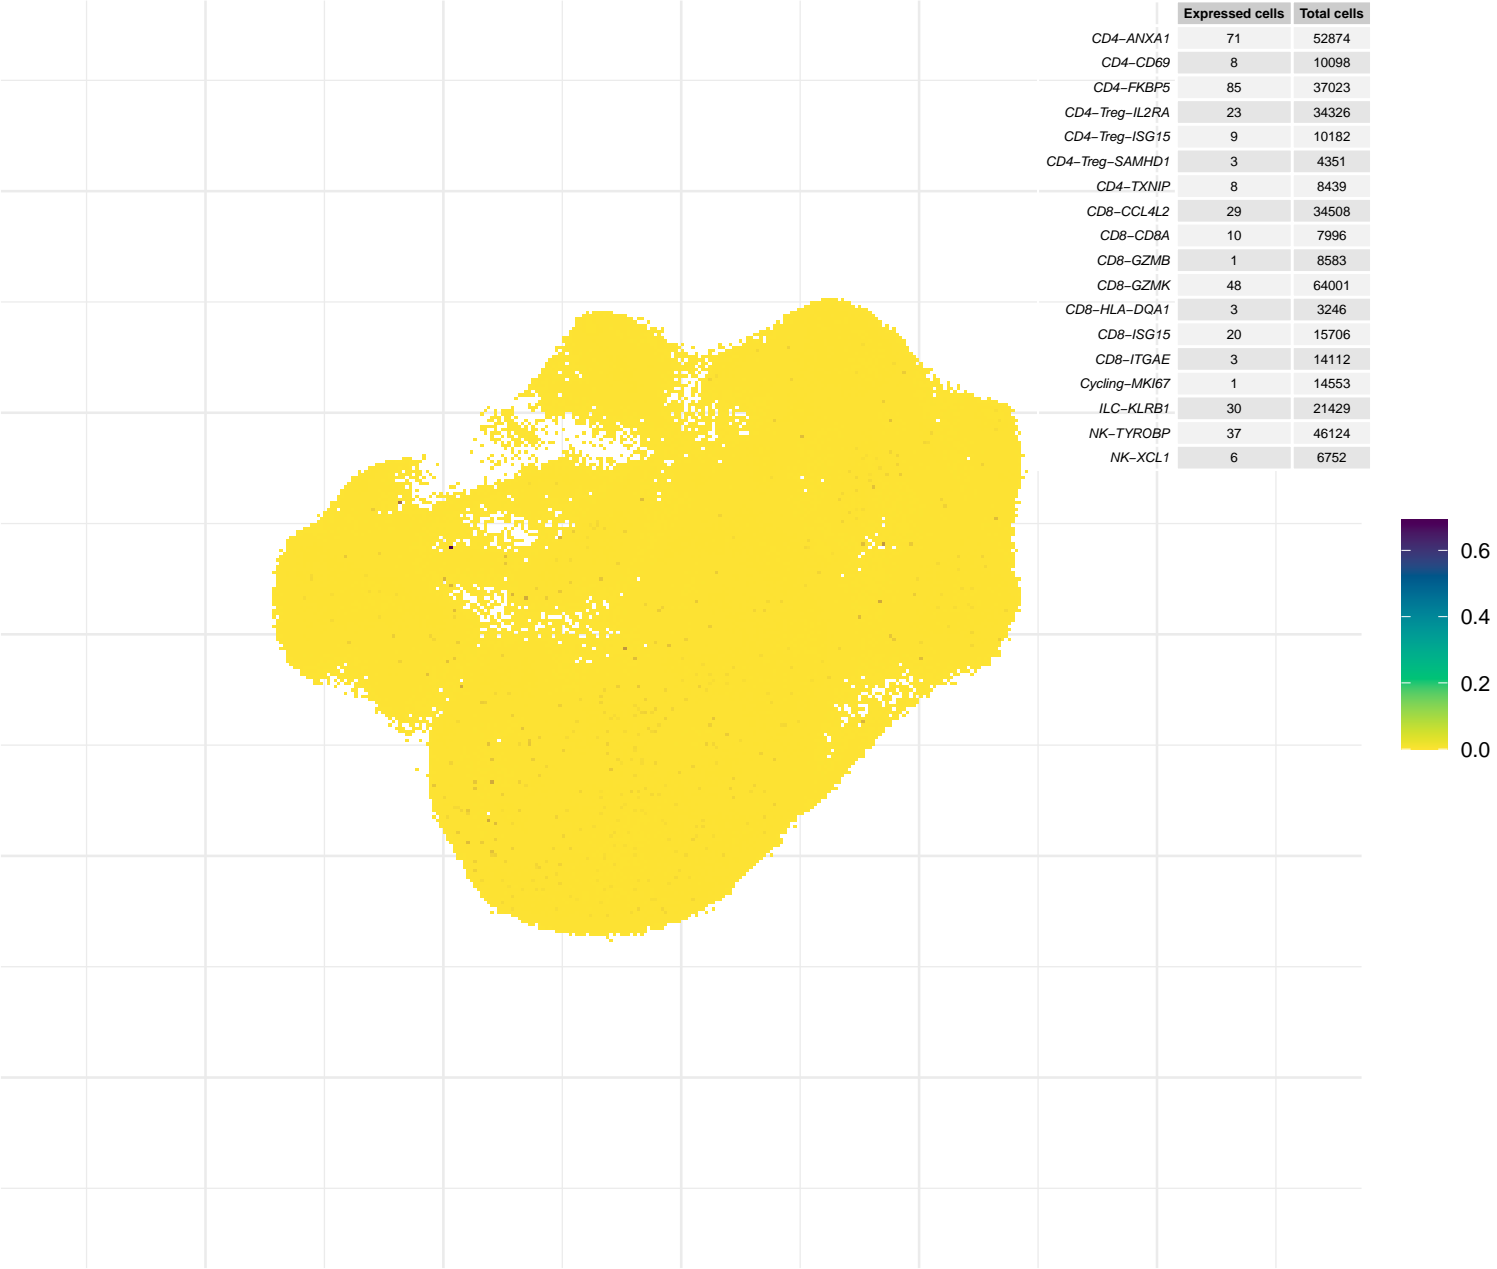 Expressed cells Total cells
CD4−ANXA1 71 52874
CD4−CD69 8 10098
CD4−FKBP5 85 37023
CD4−Treg−IL2RA 23 34326
CD4−Treg−ISG15 9 10182
CD4−Treg−SAMHD1 3 4351
CD4−TXNIP 8 8439
CD8−CCL4L2 29 34508
CD8−CD8A 10 7996
CD8−GZMB 1 8583
CD8−GZMK 48 64001
CD8−HLA−DQA1 3 3246
CD8−ISG15 20 15706
CD8−ITGAE 3 14112
Cycling−MKI67 1 14553
ILC−KLRB1 30 21429
NK−TYROBP 37 46124
NK−XCL1 6 6752
0.6
0.4
0.2
0.0